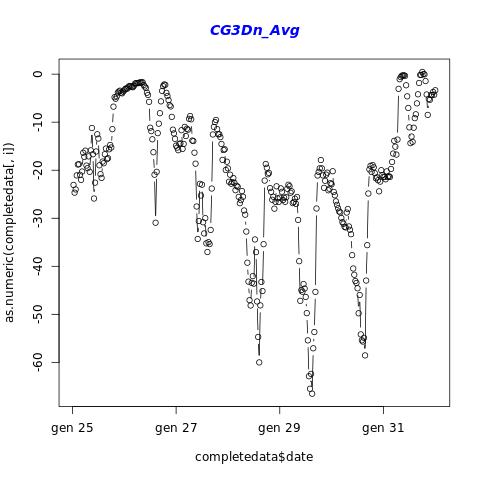 CG3Dn_Avg
as.numeric(completedata[, i])
0
-10
-20
-30
-40
-50
-60
gen 25
gen 27
gen 29
gen 31
completedata$date